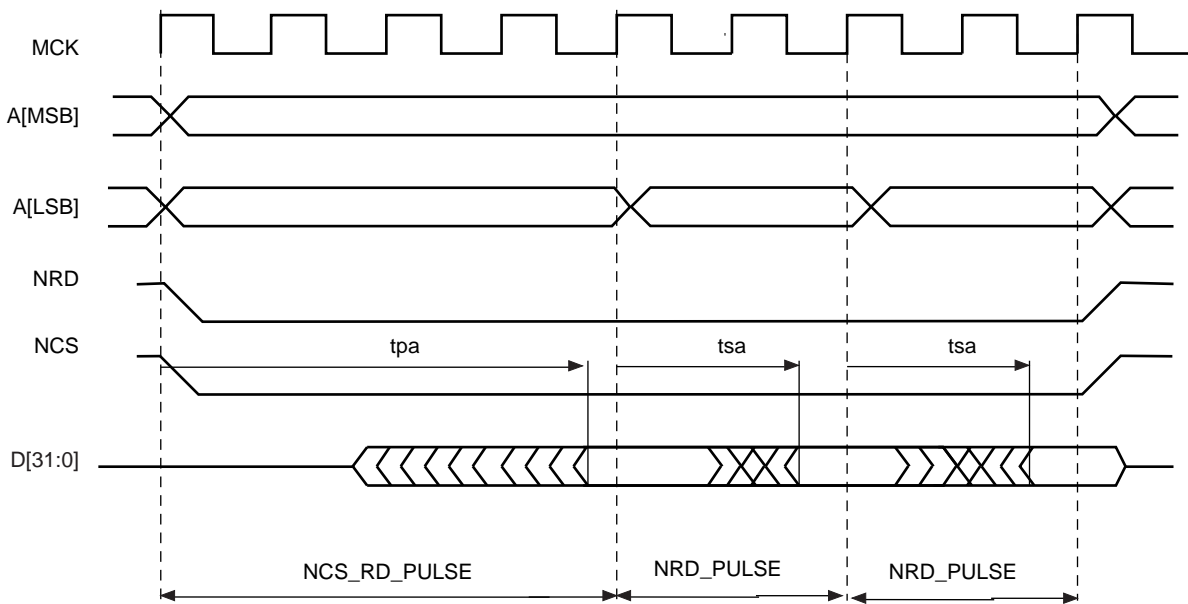 MCK
A[MSB]
A[LSB]
NRD
NCS
tpa
tsa
tsa
D[31:0]
NCS_RD_PULSE
NRD_PULSE
NRD_PULSE